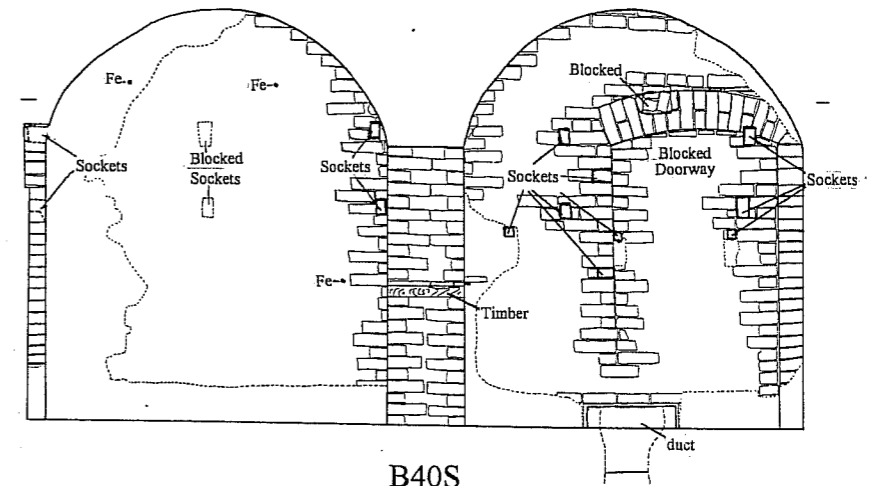 Fe
Fe
Blocked
Sockets
Blocked
Sockets
Sockets
Blocked
Doorway
Sockets
Sockets
Fe
Timber
duct
B40S